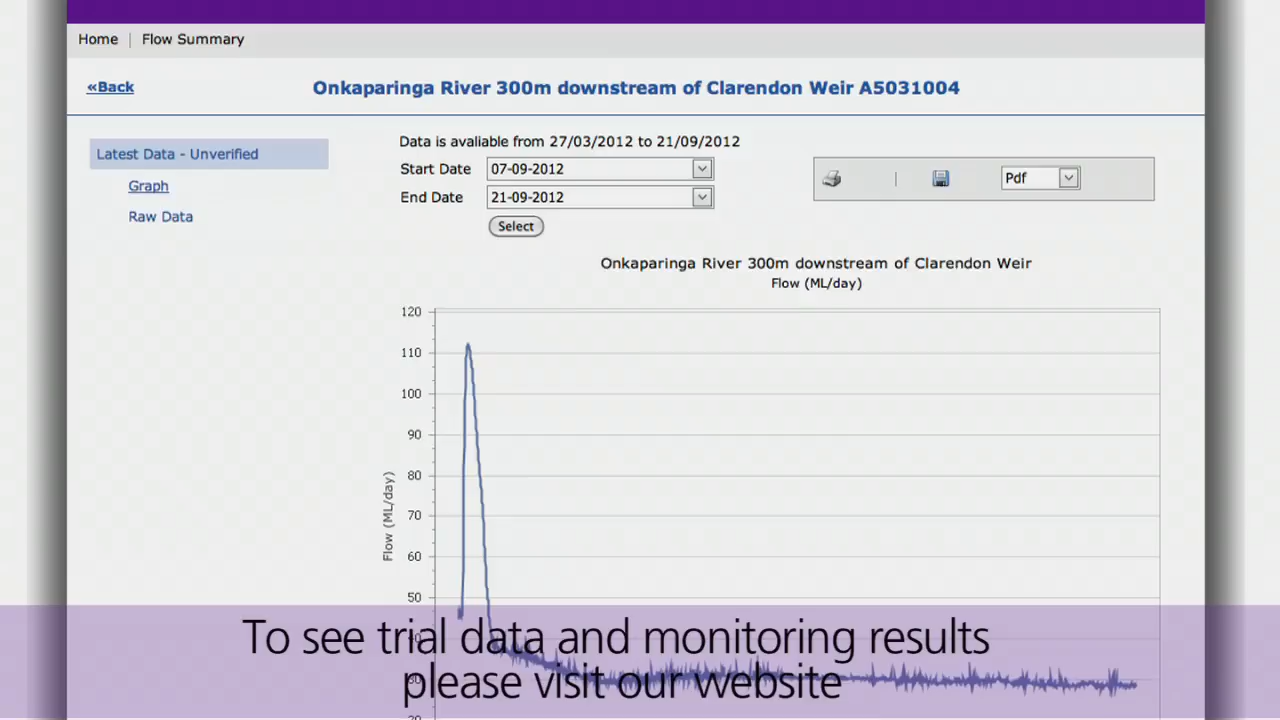 Home | Flow Summary
«Back
Onkaparinga River 300m downstream of Clarendon Weir A5031004
Latest Data - Unverified
Graph
Raw Data
Data is avaliable from 27/03/2012 to 21/09/2012
Start Date 07-09-2012
End Date 21-09-2012
Select
Pdf
Onkaparinga River 300m downstream of Clarendon Weir
Flow (ML/day)
120
110
100
90
80
70
60
50
40
30
20
Flow (ML/day)
To see trial data and monitoring results
please visit our website